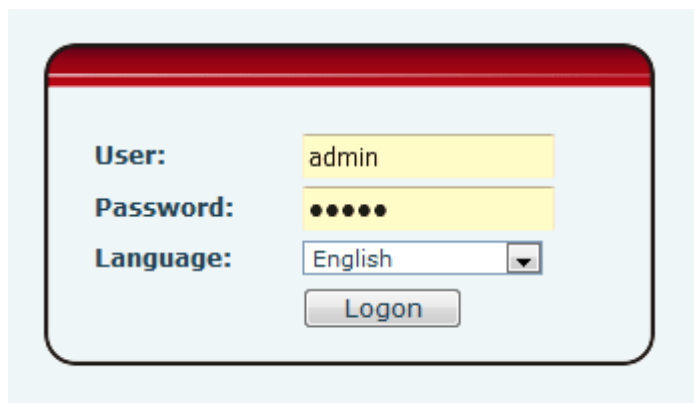 User: admin
Password: •••••
Language: English
Logon